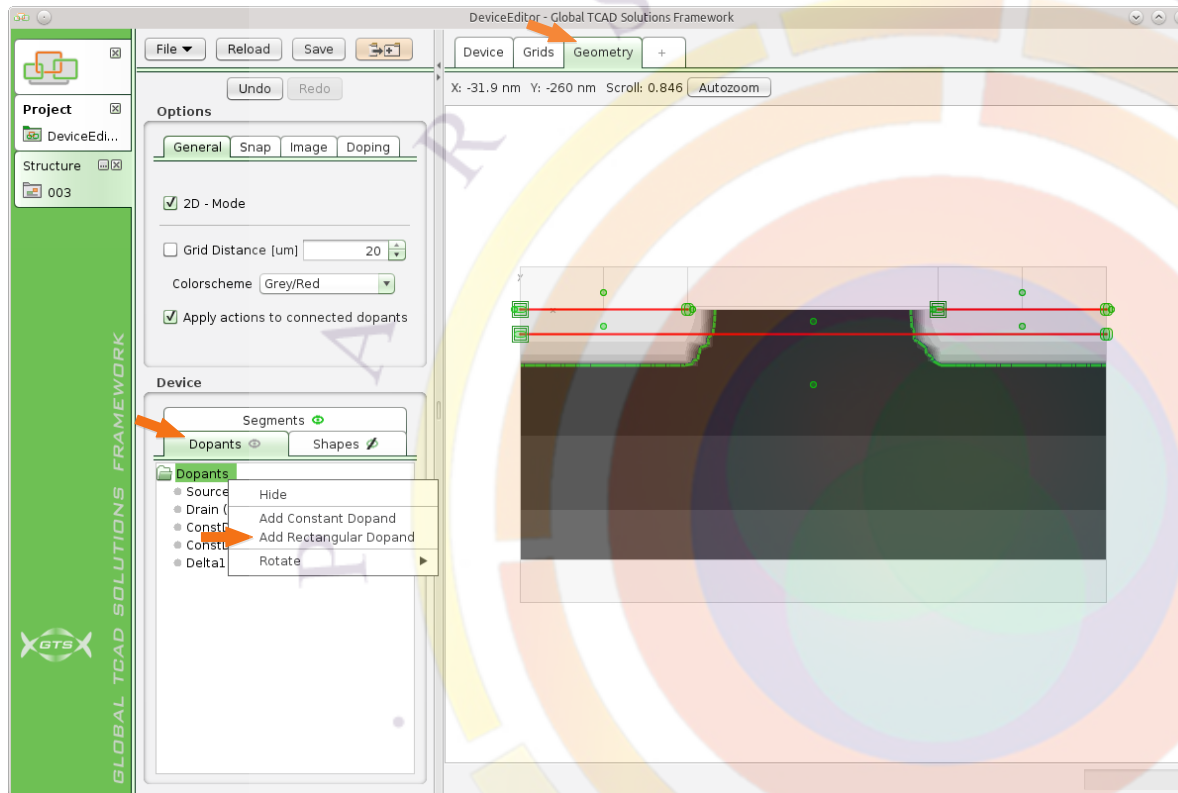 DeviceEditor - Global TCAD Solutions Framework
File Reload Save
Device Grids Geometry +
Project
DeviceEdi...
Structure
003
Undo Redo
X: -31.9 nm Y: -260 nm Scroll: 0.846 Autozoom
Options
General Snap Image Doping
2D - Mode
Grid Distance [um] 20
Colorscheme Grey/Red
Apply actions to connected dopants
Device
Segments
Dopants Shapes
Dopants
Source
Drain (
ConstD
Delta1
Hide
Add Constant Dopand
Add Rectangular Dopand
Rotate
y
x
GTS
GLOBAL TCAD SOLUTIONS FRAMEWORK
P A R S